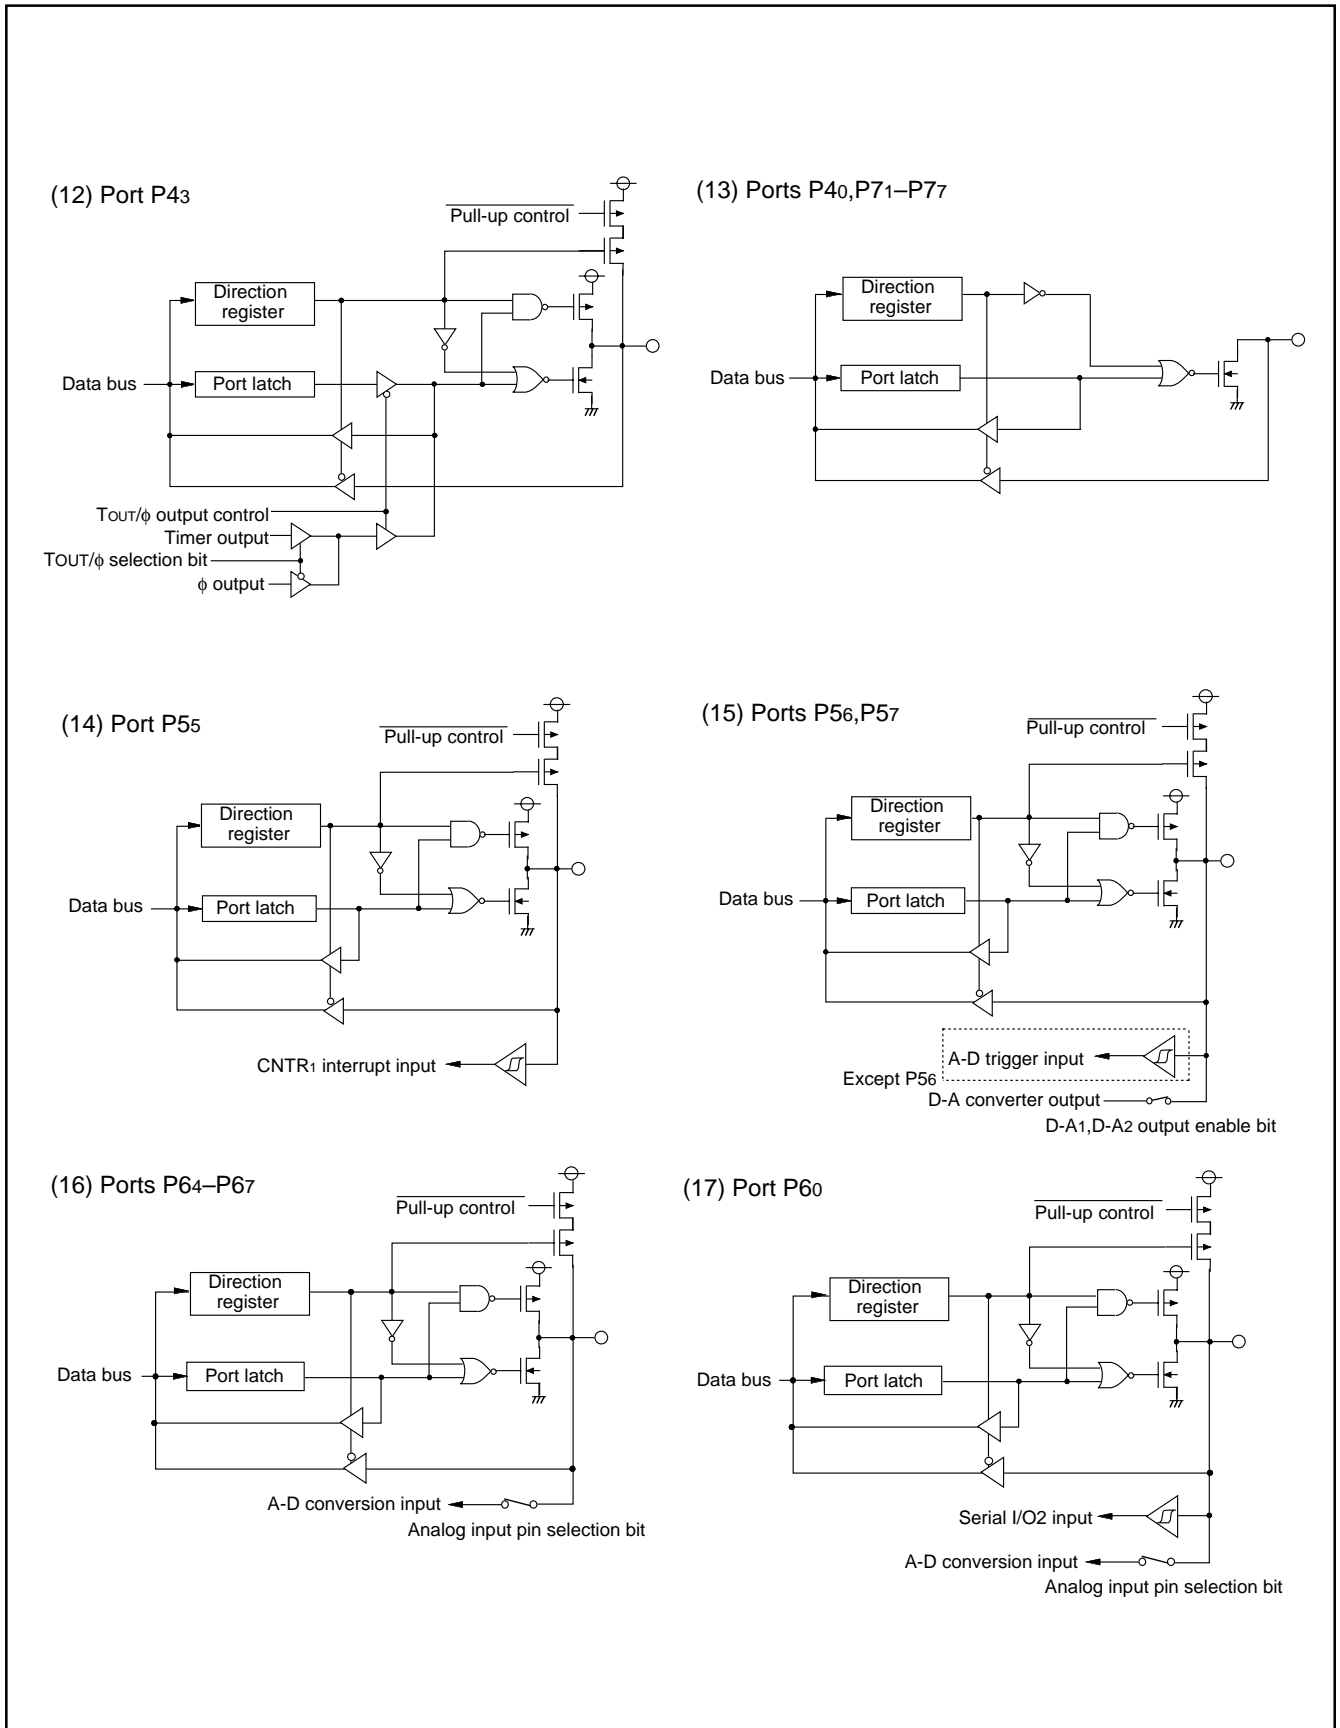 (12) Port P43
Pull-up control
Direction
register
Data bus
Port latch
TOUT/ϕ output control
Timer output
TOUT/ϕ selection bit
ϕ output
(13) Ports P40,P71–P77
Direction
register
Data bus
Port latch
(14) Port P55
Pull-up control
Direction
register
Data bus
Port latch
CNTR1 interrupt input
(15) Ports P56,P57
Pull-up control
Direction
register
Data bus
Port latch
A-D trigger input
Except P56
D-A converter output
D-A1,D-A2 output enable bit
(16) Ports P64–P67
Pull-up control
Direction
register
Data bus
Port latch
A-D conversion input
Analog input pin selection bit
(17) Port P60
Pull-up control
Direction
register
Data bus
Port latch
Serial I/O2 input
A-D conversion input
Analog input pin selection bit